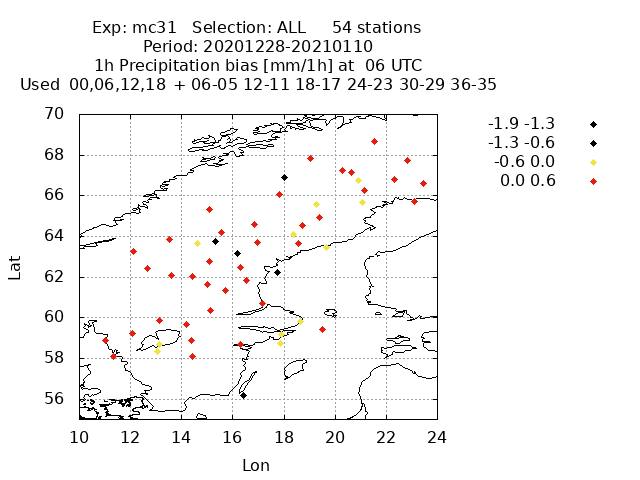 Exp: mc31   Selection: ALL     54 stations
Period: 20201228-20210110
1h Precipitation bias [mm/1h] at  06 UTC
Used  00,06,12,18  + 06-05 12-11 18-17 24-23 30-29 36-35
-1.9 -1.3
-1.3 -0.6
-0.6 0.0
0.0 0.6
Lat
70
68
66
64
62
60
58
56
10 12 14 16 18 20 22 24
Lon